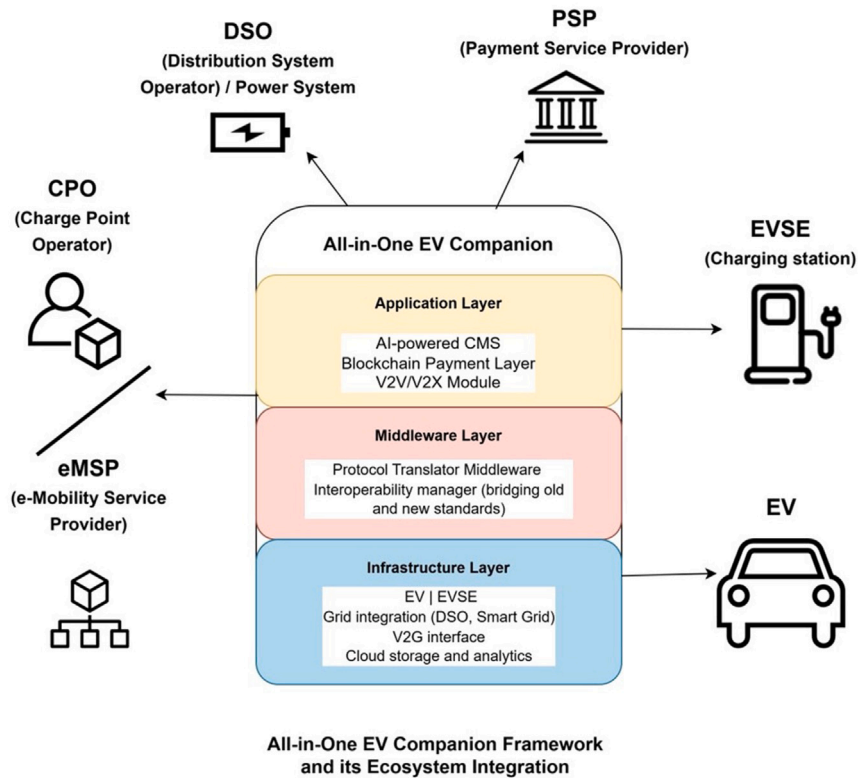 DSO
(Distribution System
Operator) / Power System
PSP
(Payment Service Provider)
CPO
(Charge Point
Operator)
All-in-One EV Companion
EVSE
(Charging station)
Application Layer
AI-powered CMS
Blockchain Payment Layer
V2V/V2X Module
Middleware Layer
Protocol Translator Middleware
Interoperability manager (bridging old
and new standards)
eMSP
(e-Mobility Service
Provider)
EV
Infrastructure Layer
EV | EVSE
Grid integration (DSO, Smart Grid)
V2G interface
Cloud storage and analytics
All-in-One EV Companion Framework
and its Ecosystem Integration